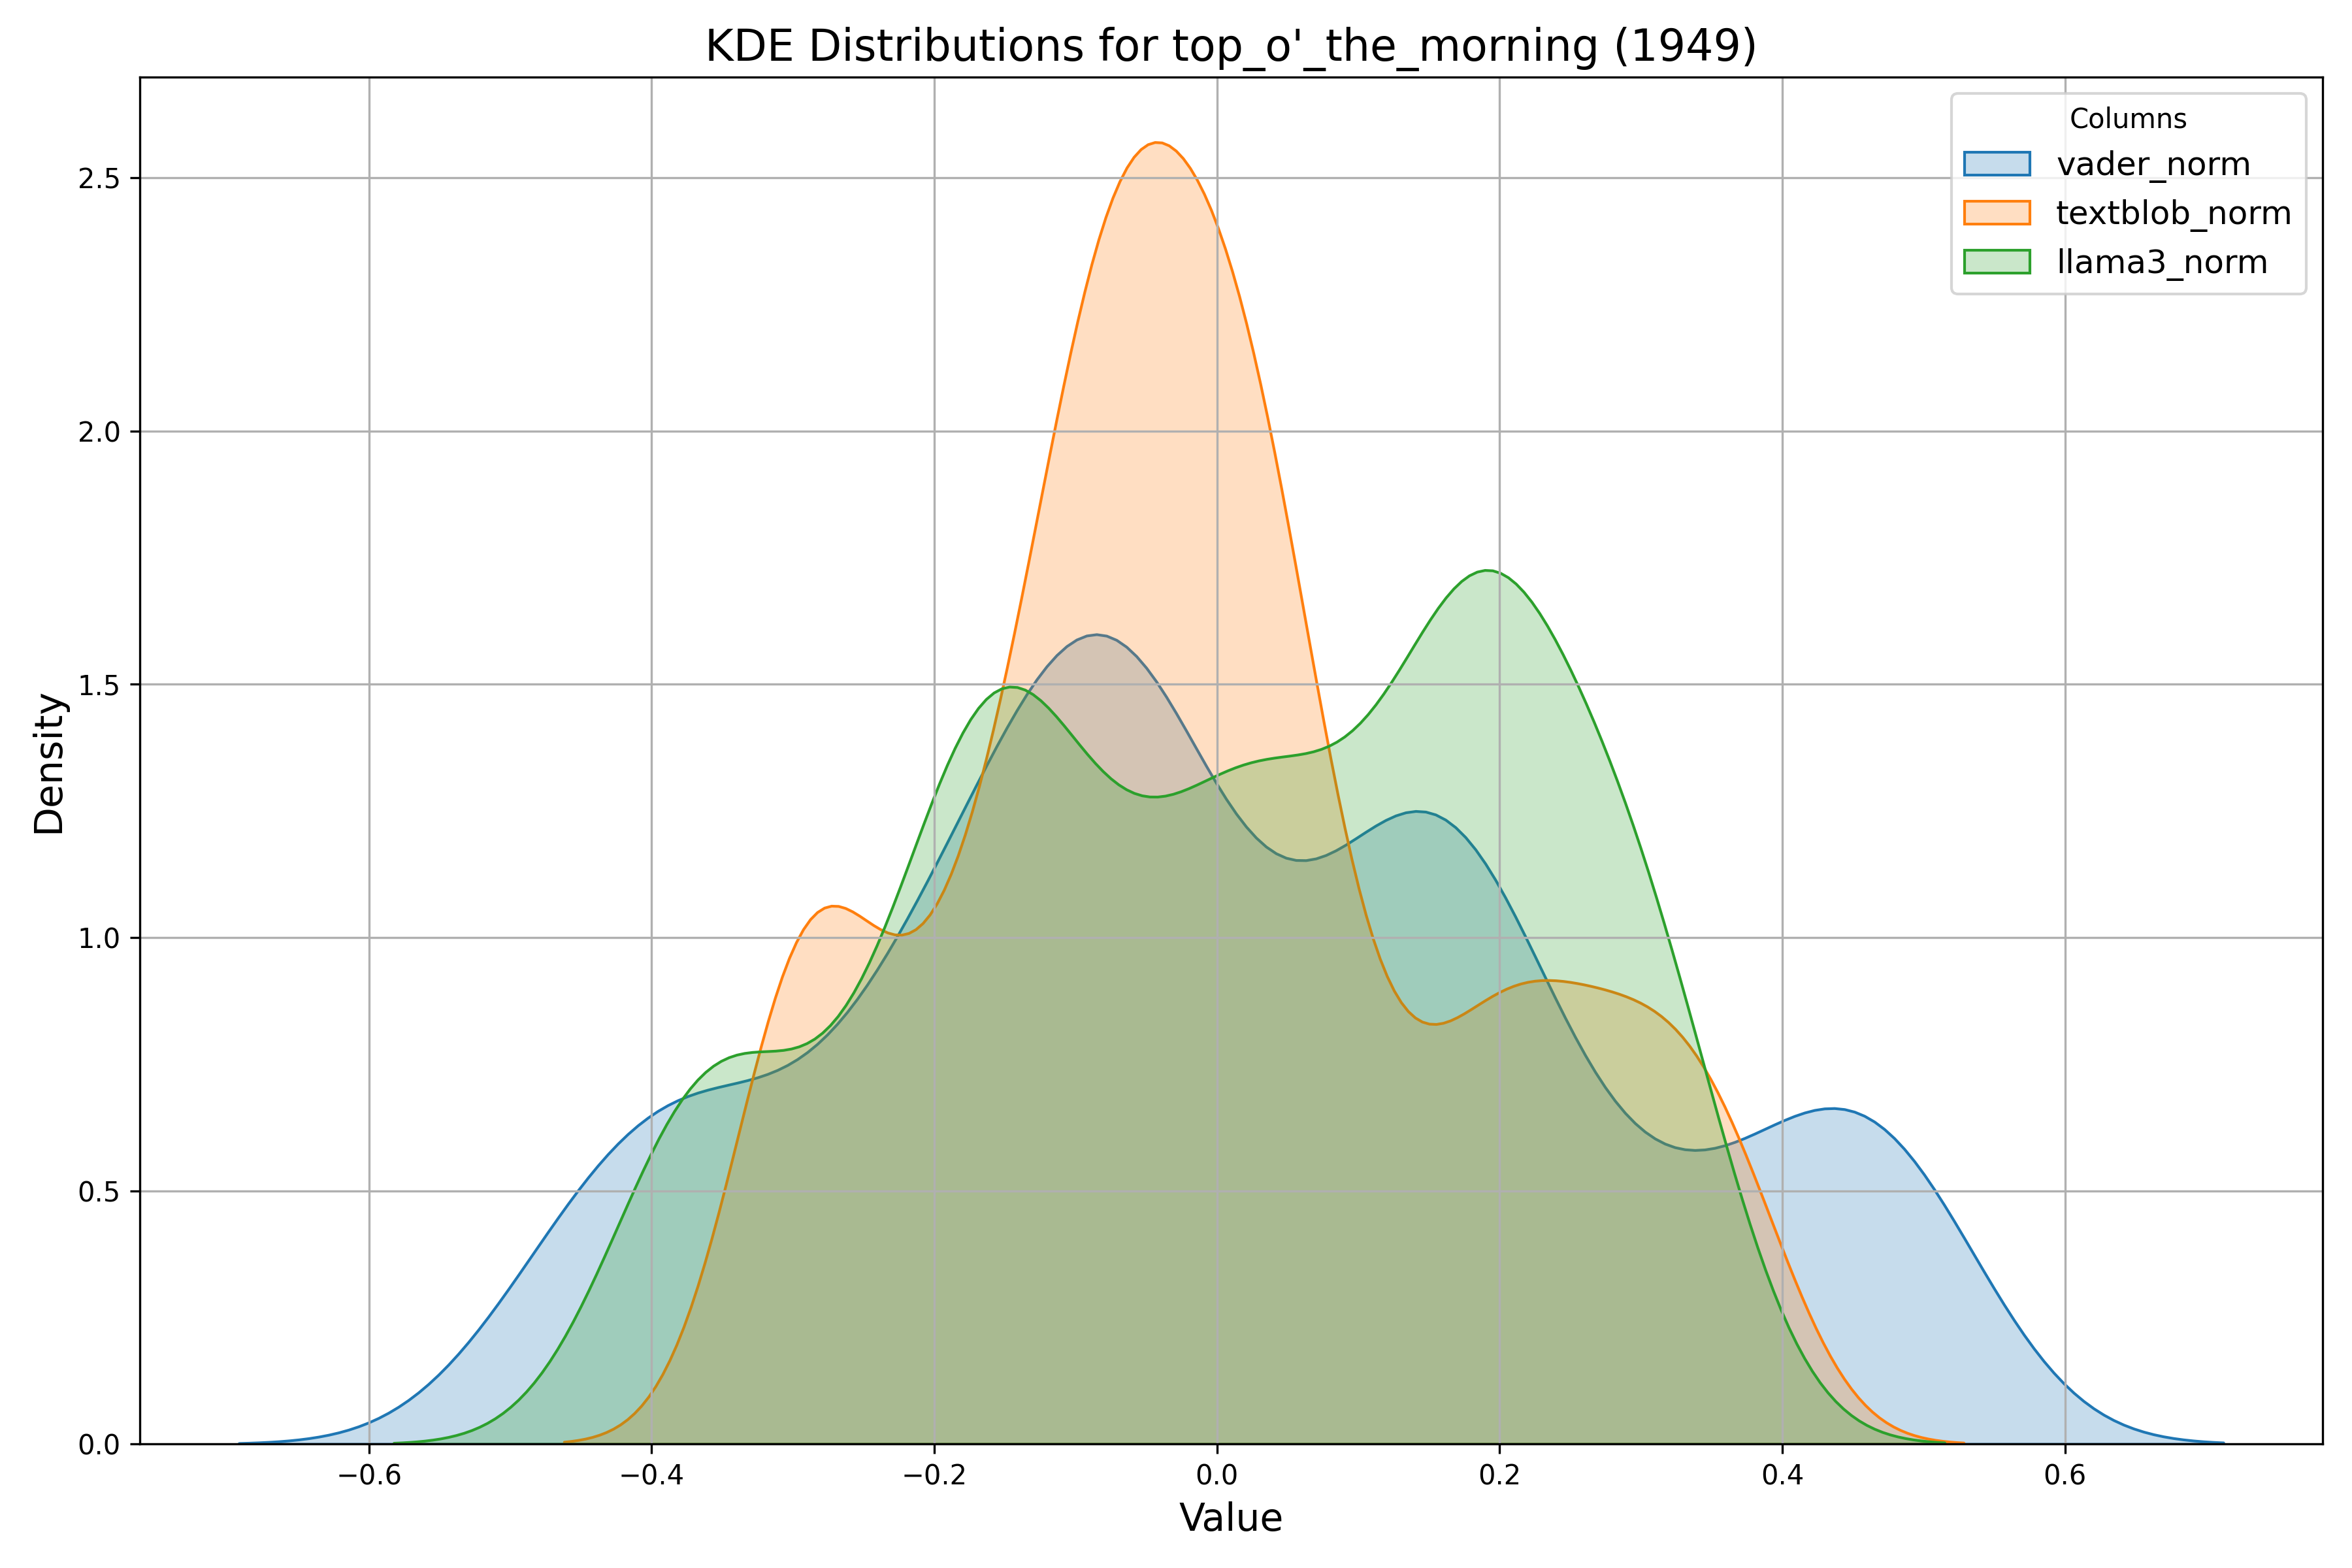 KDE Distributions for top_o'_the_morning (1949)
Columns
vader_norm
textblob_norm
llama3_norm
Density
2.5
2.0
1.5
1.0
0.5
0.0
−0.6 −0.4 −0.2 0.0 0.2 0.4 0.6
Value